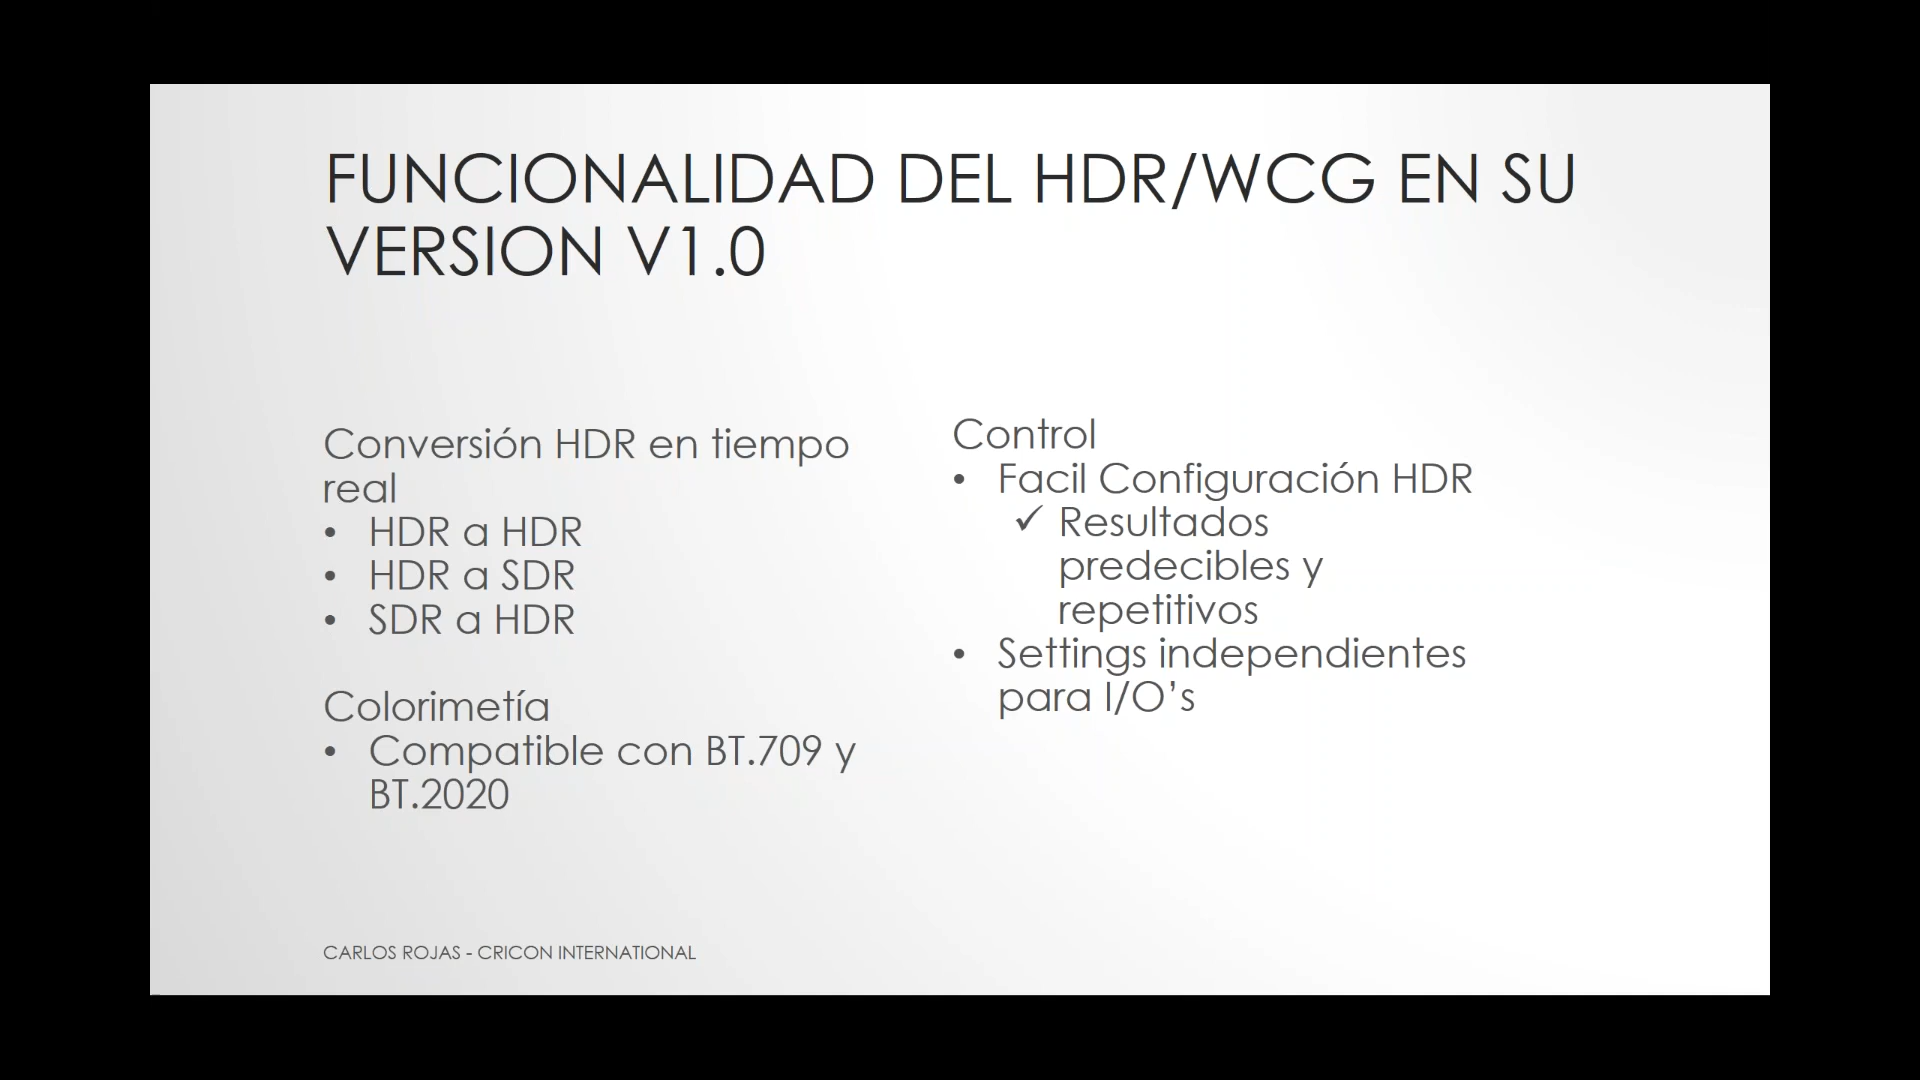 FUNCIONALIDAD DEL HDR/WCG EN SU
VERSION V1.0
Conversión HDR en tiempo
real
• HDR a HDR
• HDR a SDR
• SDR a HDR
Colorimetía
• Compatible con BT.709 y
BT.2020
Control
• Facil Configuración HDR
✓ Resultados
predecibles y
repetitivos
• Settings independientes
para I/O’s
CARLOS ROJAS - CRICON INTERNATIONAL